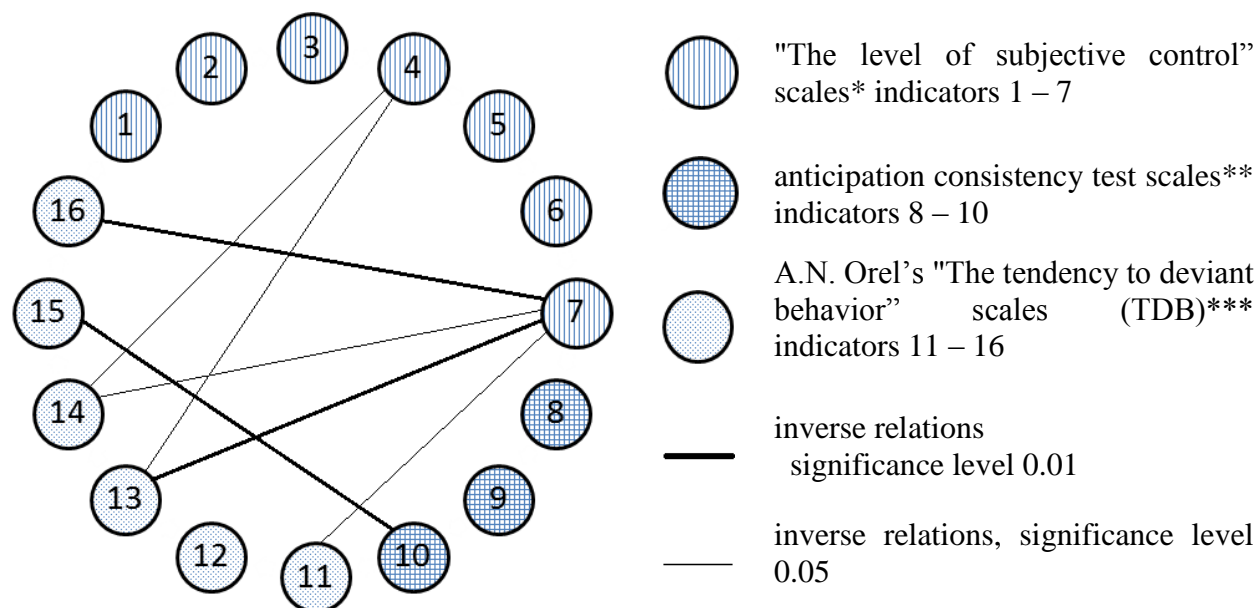 3
2
4
1
5
16
6
15
7
14
8
13
9
12
10
11
"The level of subjective control”
scales* indicators 1 – 7
anticipation consistency test scales**
indicators 8 – 10
A.N. Orel’s "The tendency to deviant
behavior” scales (TDB)***
indicators 11 – 16
inverse relations
significance level 0.01
inverse relations, significance level
0.05